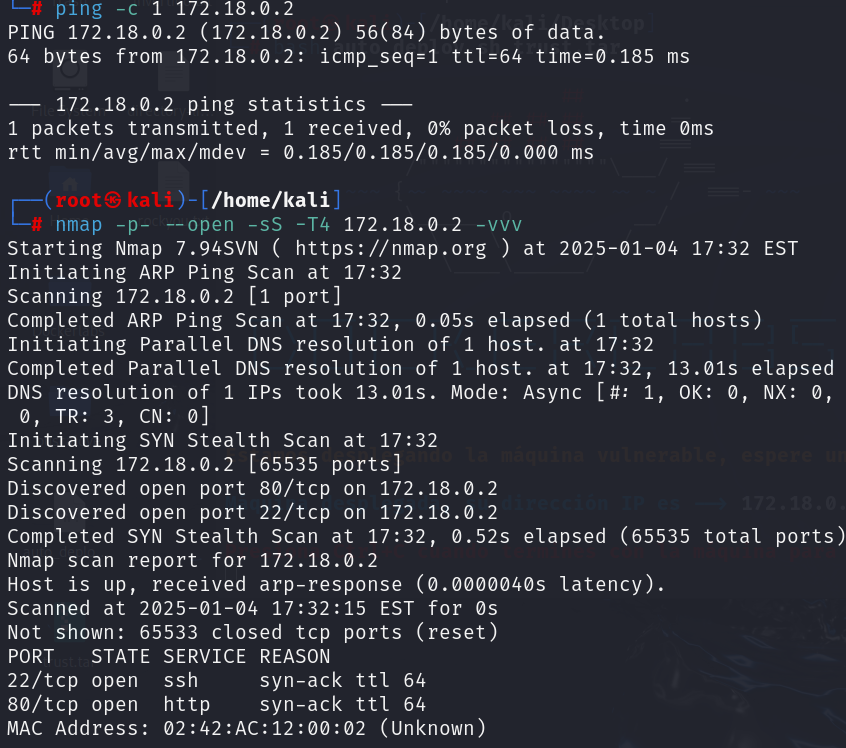 └─# ping -c 1 172.18.0.2
PING 172.18.0.2 (172.18.0.2) 56(84) bytes of data.
64 bytes from 172.18.0.2: icmp_seq=1 ttl=64 time=0.185 ms
--- 172.18.0.2 ping statistics ---
1 packets transmitted, 1 received, 0% packet loss, time 0ms
rtt min/avg/max/mdev = 0.185/0.185/0.185/0.000 ms
┌──(root㉿kali)-[/home/kali]
└─# nmap -p- --open -sS -T4 172.18.0.2 -vvv
Starting Nmap 7.94SVN ( https://nmap.org ) at 2025-01-04 17:32 EST
Initiating ARP Ping Scan at 17:32
Scanning 172.18.0.2 [1 port]
Completed ARP Ping Scan at 17:32, 0.05s elapsed (1 total hosts)
Initiating Parallel DNS resolution of 1 host. at 17:32
Completed Parallel DNS resolution of 1 host. at 17:32, 13.01s elapsed
DNS resolution of 1 IPs took 13.01s. Mode: Async [#: 1, OK: 0, NX: 0,
0, TR: 3, CN: 0]
Initiating SYN Stealth Scan at 17:32
Scanning 172.18.0.2 [65535 ports]
Discovered open port 80/tcp on 172.18.0.2
Discovered open port 22/tcp on 172.18.0.2
Completed SYN Stealth Scan at 17:32, 0.52s elapsed (65535 total ports)
Nmap scan report for 172.18.0.2
Host is up, received arp-response (0.0000040s latency).
Scanned at 2025-01-04 17:32:15 EST for 0s
Not shown: 65533 closed tcp ports (reset)
PORT   STATE SERVICE REASON
22/tcp open  ssh     syn-ack ttl 64
80/tcp open  http    syn-ack ttl 64
MAC Address: 02:42:AC:12:00:02 (Unknown)